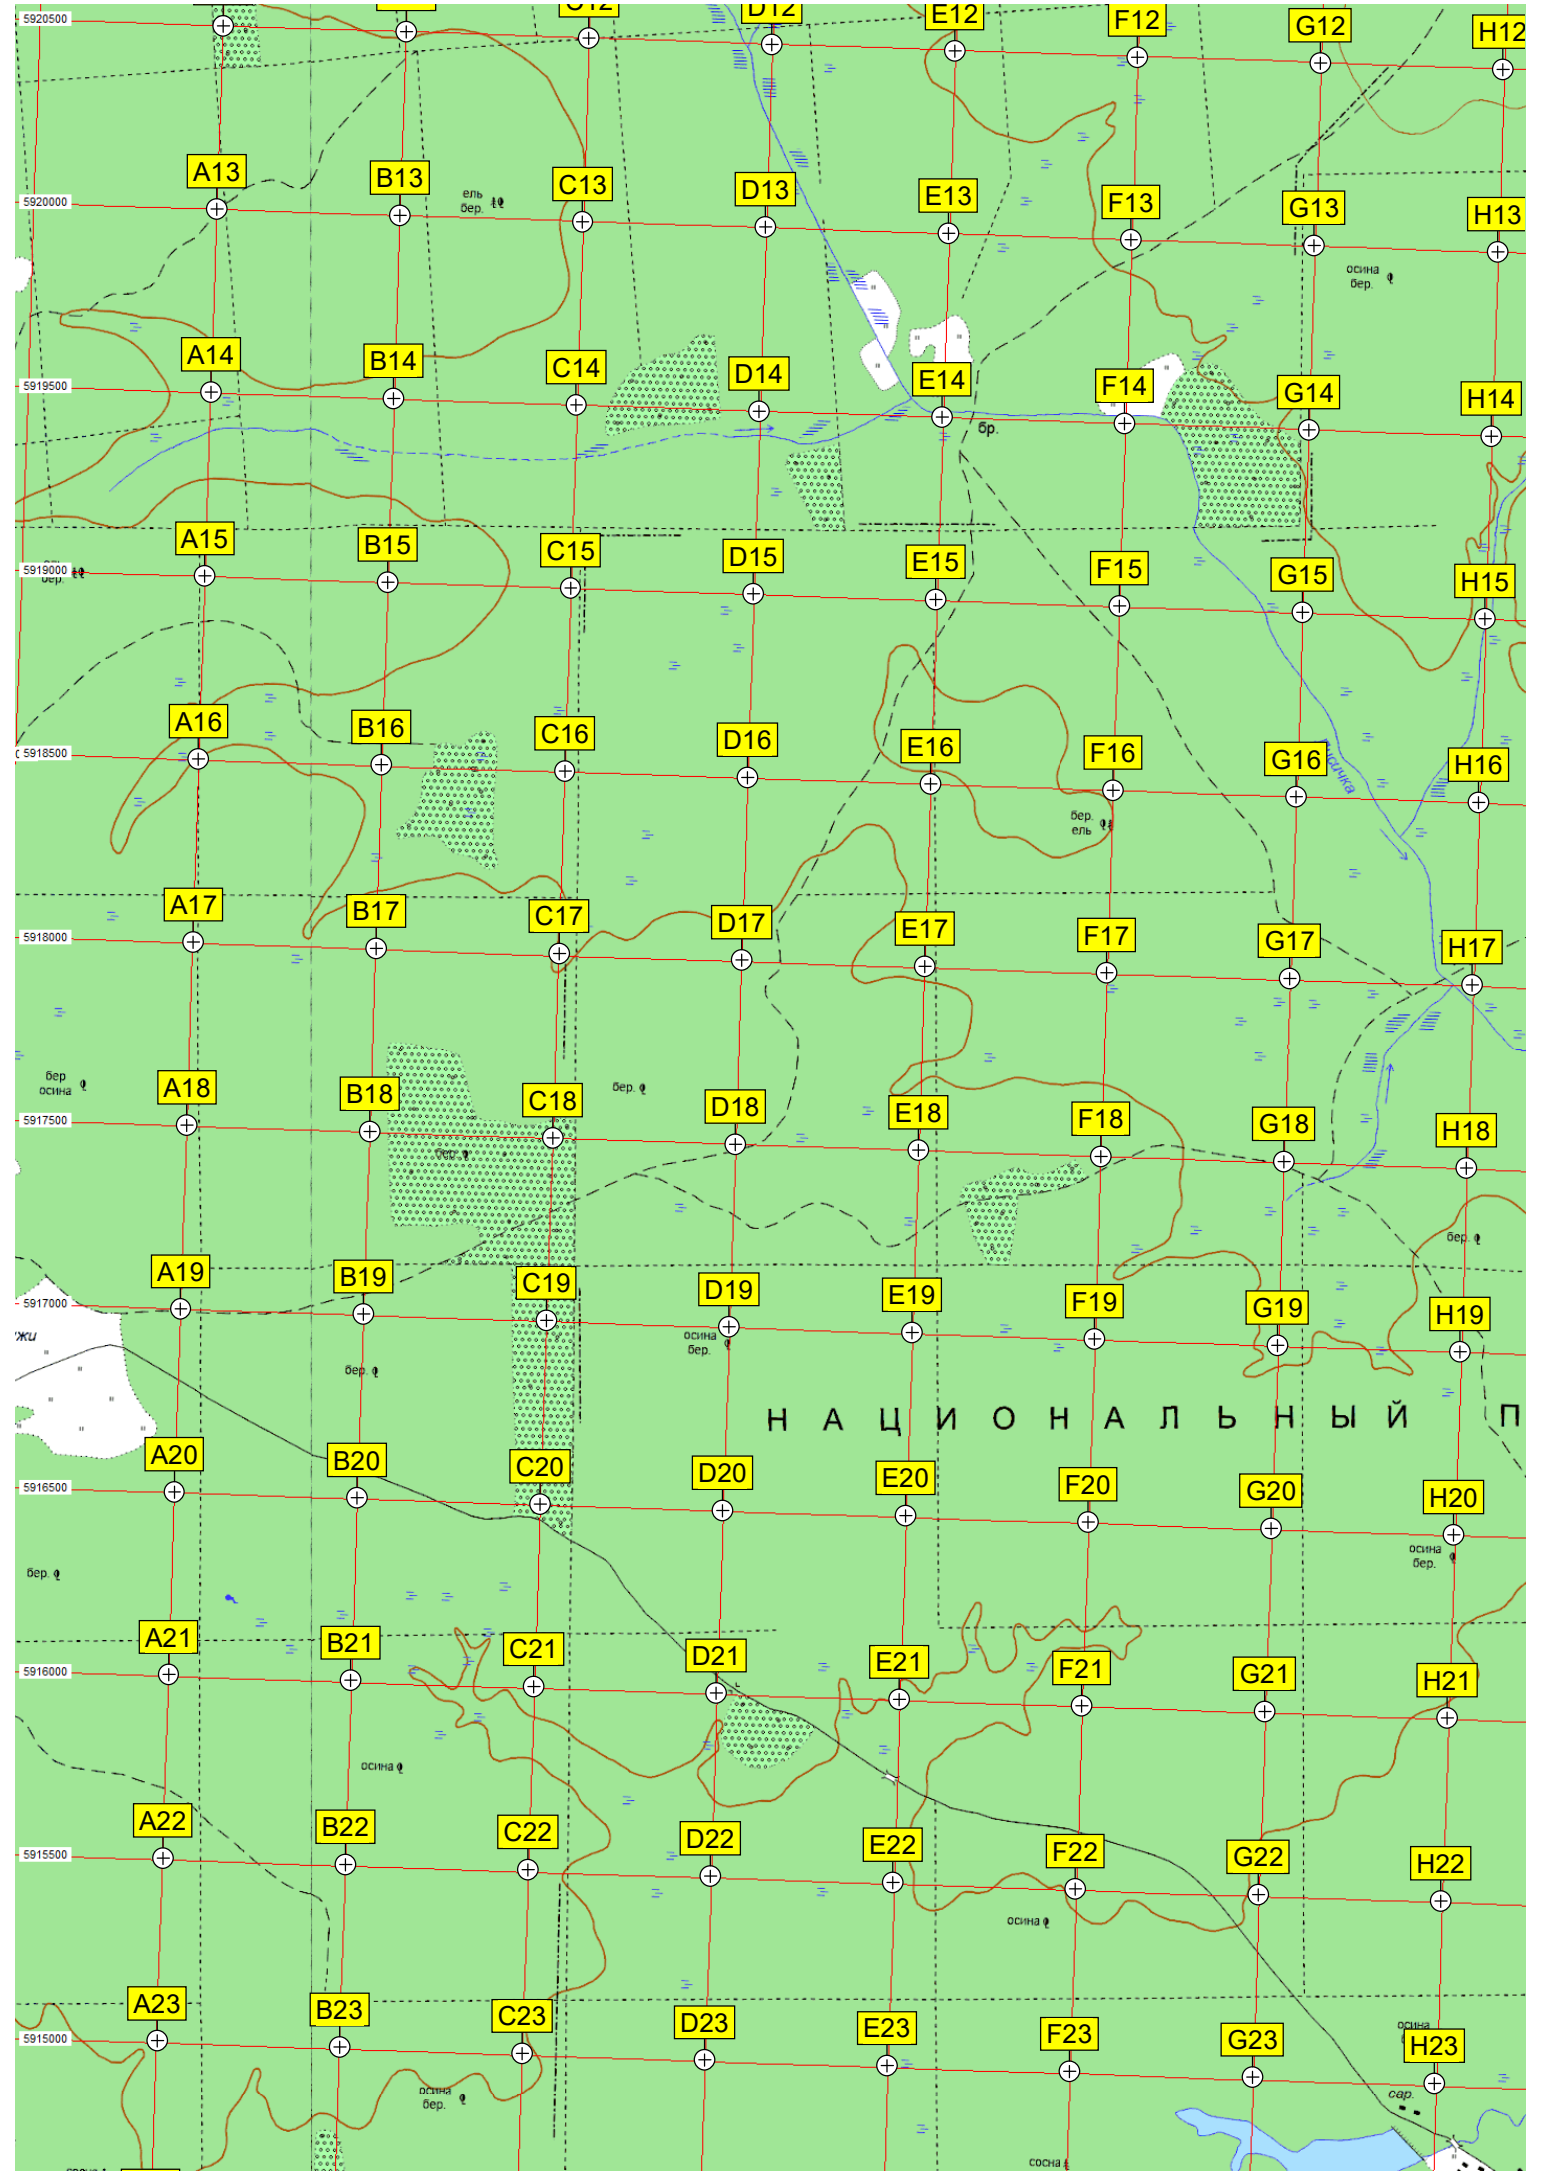 5920500
C12
D12
E12
F12
G12
H12
A13
B13
C13
D13
E13
F13
G13
H13
ель
бер.
5920000
осина
бер.
A14
B14
C14
D14
E14
F14
G14
H14
5919500
бр.
A15
B15
C15
D15
E15
F15
G15
H15
5919000
бер.
A16
B16
C16
D16
E16
F16
G16
H16
5918500
бер.
ель
A17
B17
C17
D17
E17
F17
G17
H17
5918000
бер
осина
бер.
A18
B18
C18
D18
E18
F18
G18
H18
5917500
бер.
бер.
A19
B19
C19
D19
E19
F19
G19
H19
5917000
жи
осина
бер.
бер.
НАЦИОНАЛЬНЫЙ П
A20
B20
C20
D20
E20
F20
G20
H20
5916500
осина
бер.
бер.
A21
B21
C21
D21
E21
F21
G21
H21
5916000
осина
A22
B22
C22
D22
E22
F22
G22
H22
5915500
осина
A23
B23
C23
D23
E23
F23
G23
H23
5915000
осина
осина
бер.
сар.
сосна